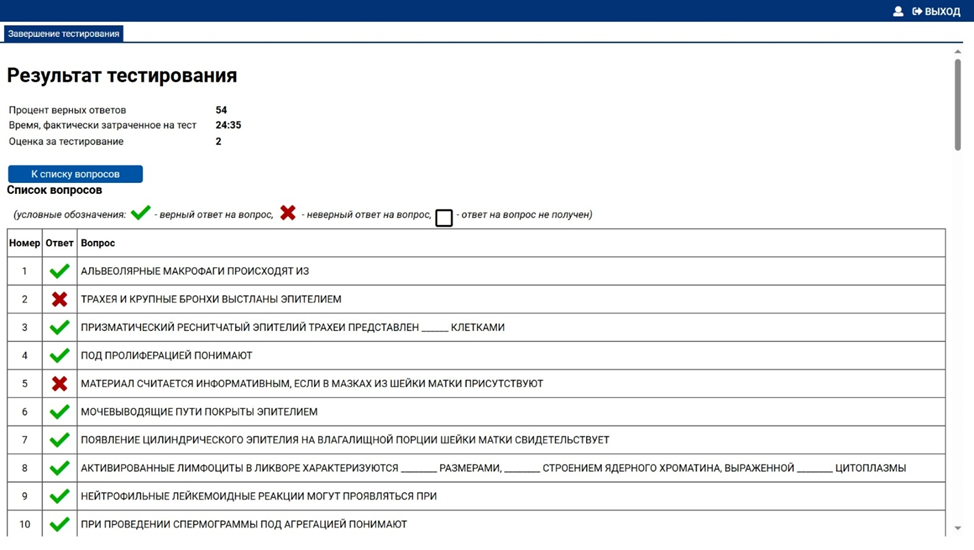 ВЫХОД
Завершение тестирования
Результат тестирования
Процент верных ответов 54
Время, фактически затраченное на тест 24:35
Оценка за тестирование 2
К списку вопросов
Список вопросов
(условные обозначения: - верный ответ на вопрос, - неверный ответ на вопрос, - ответ на вопрос не получен)
Номер Ответ Вопрос
1 АЛЬВЕОЛЯРНЫЕ МАКРОФАГИ ПРОИСХОДЯТ ИЗ
2 ТРАХЕЯ И КРУПНЫЕ БРОНХИ ВЫСТЛАНЫ ЭПИТЕЛИЕМ
3 ПРИЗМАТИЧЕСКИЙ РЕСНИТЧАТЫЙ ЭПИТЕЛИЙ ТРАХЕИ ПРЕДСТАВЛЕН ______ КЛЕТКАМИ
4 ПОД ПРОЛИФЕРАЦИЕЙ ПОНИМАЮТ
5 МАТЕРИАЛ СЧИТАЕТСЯ ИНФОРМАТИВНЫМ, ЕСЛИ В МАЗКАХ ИЗ ШЕЙКИ МАТКИ ПРИСУТСТВУЮТ
6 МОЧЕВЫВОДЯЩИЕ ПУТИ ПОКРЫТЫ ЭПИТЕЛИЕМ
7 ПОЯВЛЕНИЕ ЦИЛИНДРИЧЕСКОГО ЭПИТЕЛИЯ НА ВЛАГАЛИЩНОЙ ПОРЦИИ ШЕЙКИ МАТКИ СВИДЕТЕЛЬСТВУЕТ
8 АКТИВИРОВАННЫЕ ЛИМФОЦИТЫ В ЛИКВОРЕ ХАРАКТЕРИЗУЮТСЯ ________ РАЗМЕРАМИ, ________ СТРОЕНИЕМ ЯДЕРНОГО ХРОМАТИНА, ВЫРАЖЕННОЙ ________ ЦИТОПЛАЗМЫ
9 НЕЙТРОФИЛЬНЫЕ ЛЕЙКЕМОИДНЫЕ РЕАКЦИИ МОГУТ ПРОЯВЛЯТЬСЯ ПРИ
10 ПРИ ПРОВЕДЕНИИ СПЕРМОГРАММЫ ПОД АГРЕГАЦИЕЙ ПОНИМАЮТ